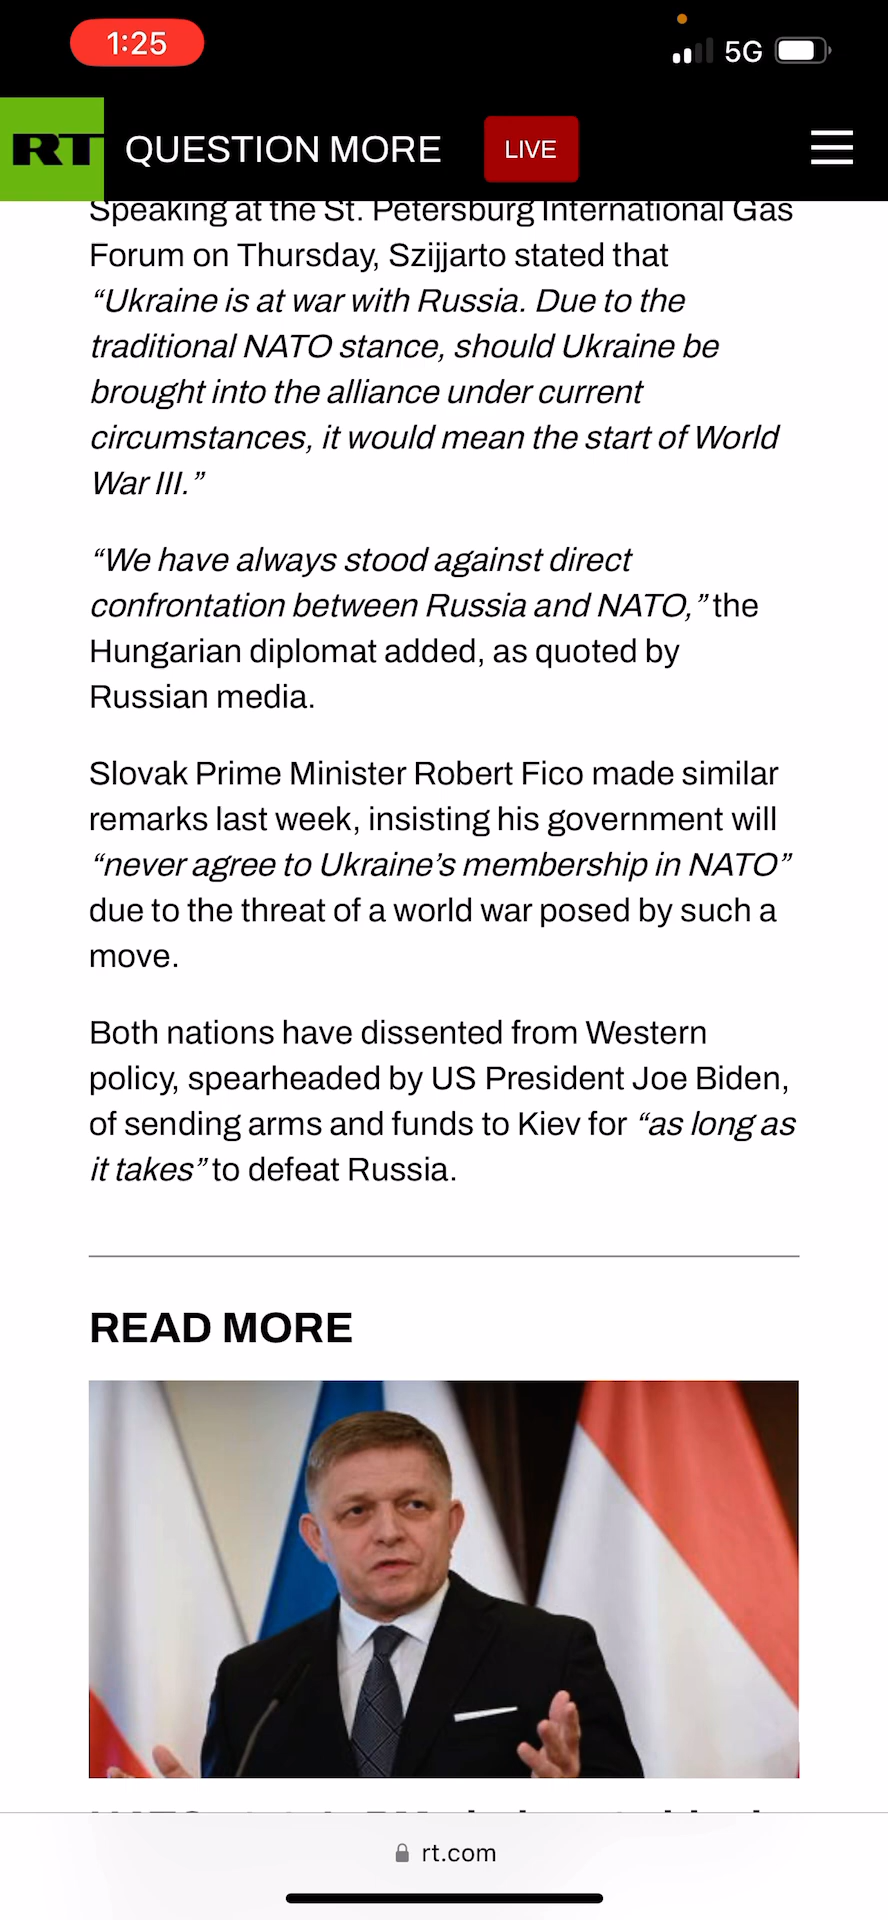 1:25
5G
RT QUESTION MORE LIVE
Speaking at the St. Petersburg International Gas
Forum on Thursday, Szijjarto stated that
“Ukraine is at war with Russia. Due to the
traditional NATO stance, should Ukraine be
brought into the alliance under current
circumstances, it would mean the start of World
War III.”
“We have always stood against direct
confrontation between Russia and NATO,” the
Hungarian diplomat added, as quoted by
Russian media.
Slovak Prime Minister Robert Fico made similar
remarks last week, insisting his government will
“never agree to Ukraine’s membership in NATO”
due to the threat of a world war posed by such a
move.
Both nations have dissented from Western
policy, spearheaded by US President Joe Biden,
of sending arms and funds to Kiev for “as long as
it takes” to defeat Russia.
READ MORE
rt.com